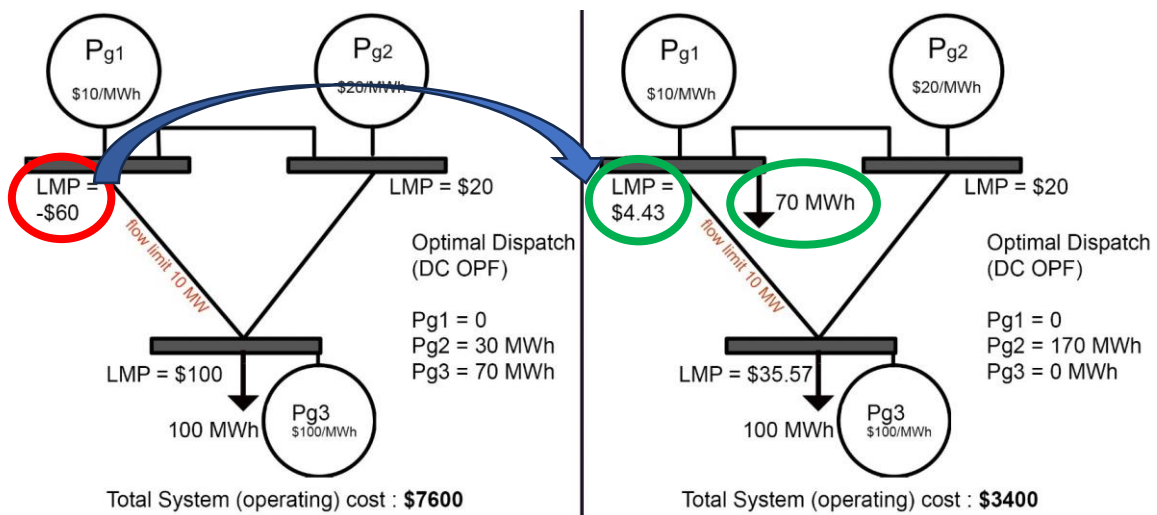 Pg1
$10/MWh
Pg2
$20/MWh
LMP =
-$60
LMP = $20
flow limit 10 MW
Optimal Dispatch
(DC OPF)
Pg1 = 0
Pg2 = 30 MWh
Pg3 = 70 MWh
LMP = $100
100 MWh
Pg3
$100/MWh
Total System (operating) cost : $7600
Pg1
$10/MWh
Pg2
$20/MWh
LMP =
$4.43
70 MWh
LMP = $20
flow limit 10 MW
Optimal Dispatch
(DC OPF)
Pg1 = 0
Pg2 = 170 MWh
Pg3 = 0 MWh
LMP = $35.57
100 MWh
Pg3
$100/MWh
Total System (operating) cost : $3400